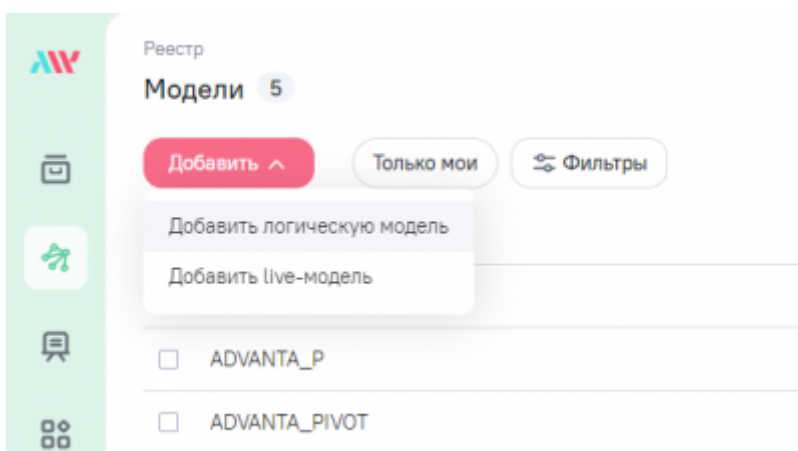 AW
Реестр
Модели 5
Добавить Только мои Фильтры
Добавить логическую модель
Добавить live-модель
ADVANTA_P
ADVANTA_PIVOT